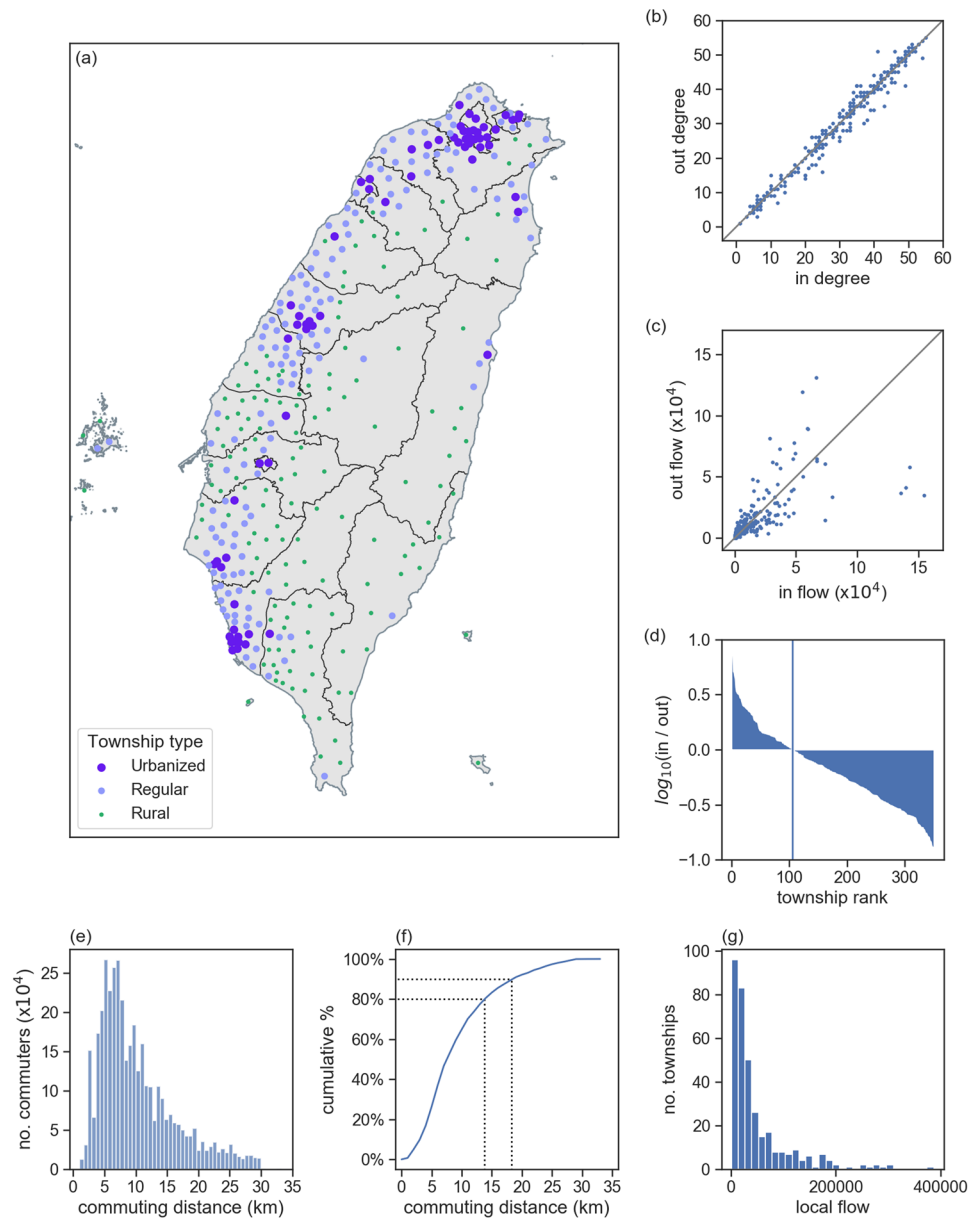 (a)
Township type
Urbanized
Regular
Rural
(b)
60
50
40
30
20
10
0
out degree
0 10 20 30 40 50 60
in degree
(c)
15
10
5
0
out flow (x10⁴)
0 5 10 15
in flow (x10⁴)
(d)
1.0
0.5
0.0
−0.5
−1.0
log₁₀(in / out)
0 100 200 300
township rank
(e)
25
20
15
10
5
0
no. commuters (x10⁴)
0 5 10 15 20 25 30 35
commuting distance (km)
(f)
100%
80%
60%
40%
20%
0%
cumulative %
0 5 10 15 20 25 30 35
commuting distance (km)
(g)
100
80
60
40
20
0
no. townships
0 200000 400000
local flow